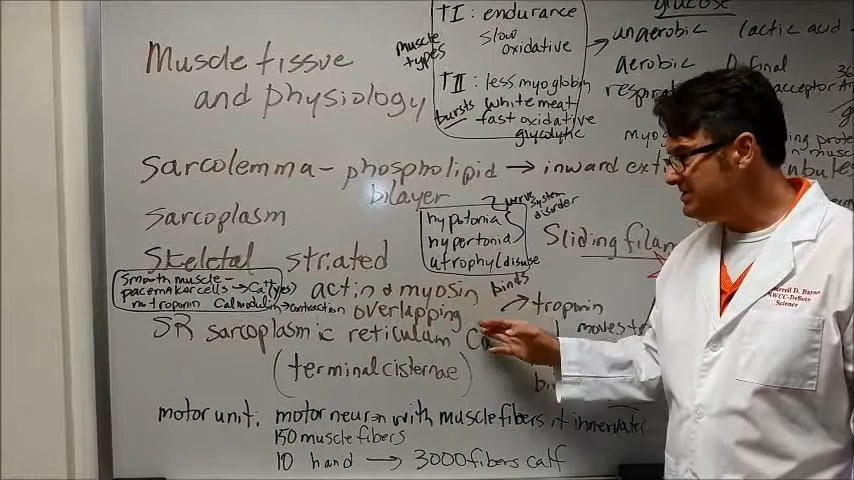 Muscle tissue
and physiology
muscle
types
TI: endurance
slow
oxidative
TII: less myoglobin
bursts white meat
fast oxidative
glycolytic
glucose
anaerobic lactic acid
aerobic O final
acceptor
Sarcolemma - phospholipid → inward
bilayer
Sarcoplasm
hypotonia
hypertonia
atrophy (disuse
nerve system
disorder
Skeletal striated
Sliding filam
Smooth muscle-
pacemaker cells → Ca
no troponin Calmodulin → contraction
actin & myosin
overlapping
binds
troponin
moves
SR sarcoplasmic reticulum
(terminal cisternae)
motor unit: motor neuron with muscle fibers it innervates
150 muscle fibers
10 hand → 3000 fibers calf
Darrell D. Barnes
NWCC-DeSoto
Science